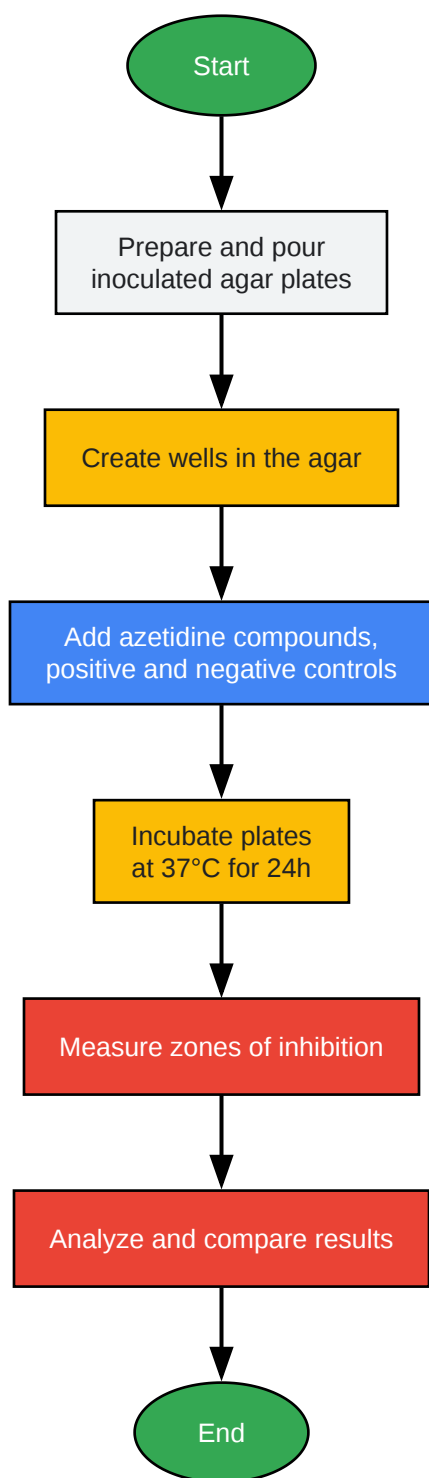 Start
Prepare and pour
inoculated agar plates
Create wells in the agar
Add azetidine compounds,
positive and negative controls
Incubate plates
at 37°C for 24h
Measure zones of inhibition
Analyze and compare results
End